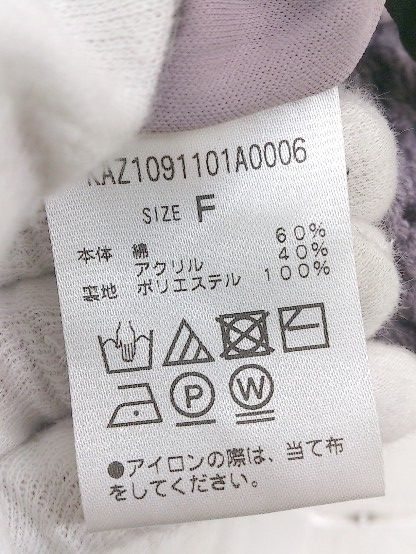 KAZ1091101A0006
SIZE F
本体 綿 60%
アクリル 40%
裏地 ポリエステル 100%
P W
●アイロンの際は、当て布
をしてください。